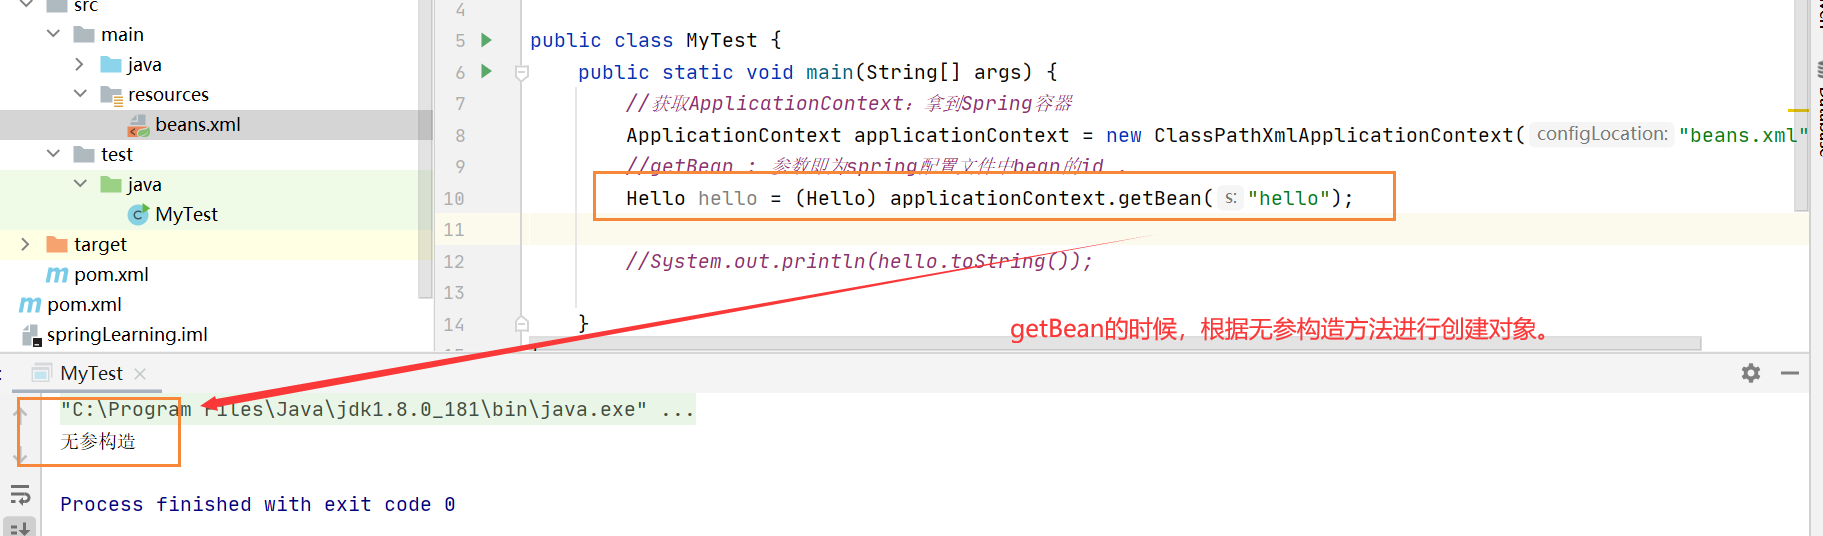 src
main
java
resources
beans.xml
test
java
MyTest
target
pom.xml
pom.xml
springLearning.iml
4
5 public class MyTest {
6 public static void main(String[] args) {
7 //获取ApplicationContext：拿到Spring容器
8 ApplicationContext applicationContext = new ClassPathXmlApplicationContext( configLocation: "beans.xml"
9 //getBean : 参数即为spring配置文件中bean的id .
10 Hello hello = (Hello) applicationContext.getBean( s: "hello");
11
12 //System.out.println(hello.toString());
13
14 }
getBean的时候，根据无参构造方法进行创建对象。
MyTest
"C:\Program Files\Java\jdk1.8.0_181\bin\java.exe" ...
无参构造
Process finished with exit code 0